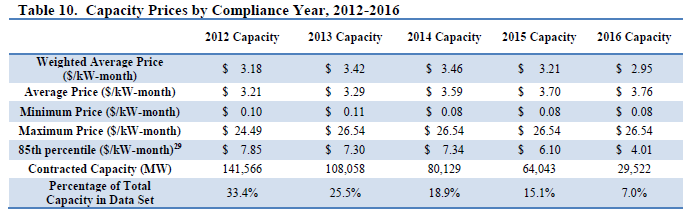 Table 10. Capacity Prices by Compliance Year, 2012-2016
2012 Capacity 2013 Capacity 2014 Capacity 2015 Capacity 2016 Capacity
Weighted Average Price
($/kW-month) $ 3.18 $ 3.42 $ 3.46 $ 3.21 $ 2.95
Average Price ($/kW-month) $ 3.21 $ 3.29 $ 3.59 $ 3.70 $ 3.76
Minimum Price ($/kW-month) $ 0.10 $ 0.11 $ 0.08 $ 0.08 $ 0.08
Maximum Price ($/kW-month) $ 24.49 $ 26.54 $ 26.54 $ 26.54 $ 26.54
85th percentile ($/kW-month)²⁹ $ 7.85 $ 7.30 $ 7.34 $ 6.10 $ 4.01
Contracted Capacity (MW) 141,566 108,058 80,129 64,043 29,522
Percentage of Total
Capacity in Data Set 33.4% 25.5% 18.9% 15.1% 7.0%